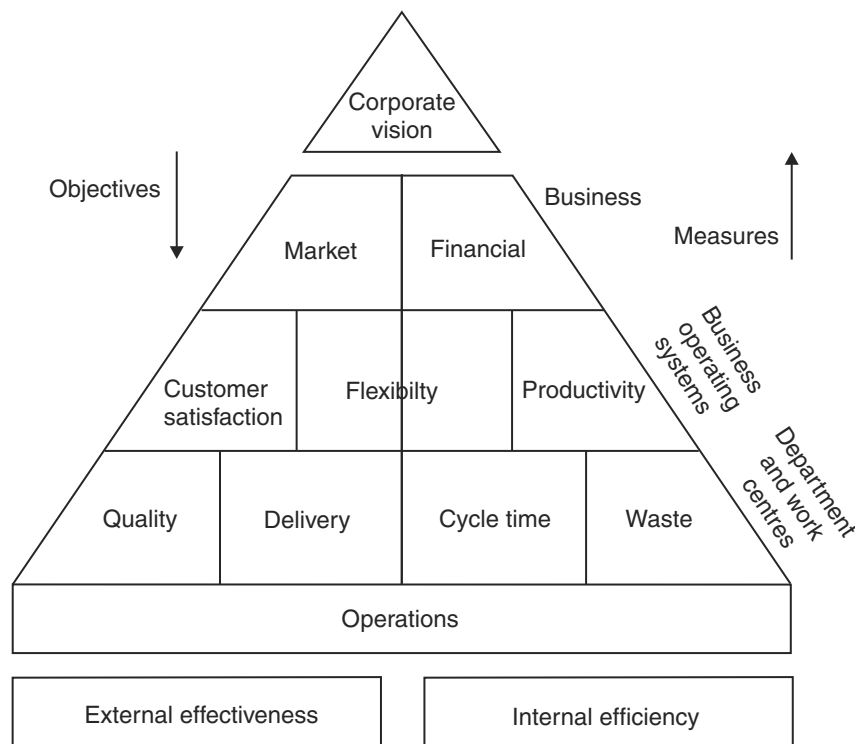 Corporate
vision
Objectives
Business
Measures
Market
Financial
Business
operating
systems
Customer
satisfaction
Flexibilty
Productivity
Department
and work
centres
Quality
Delivery
Cycle time
Waste
Operations
External effectiveness
Internal efficiency